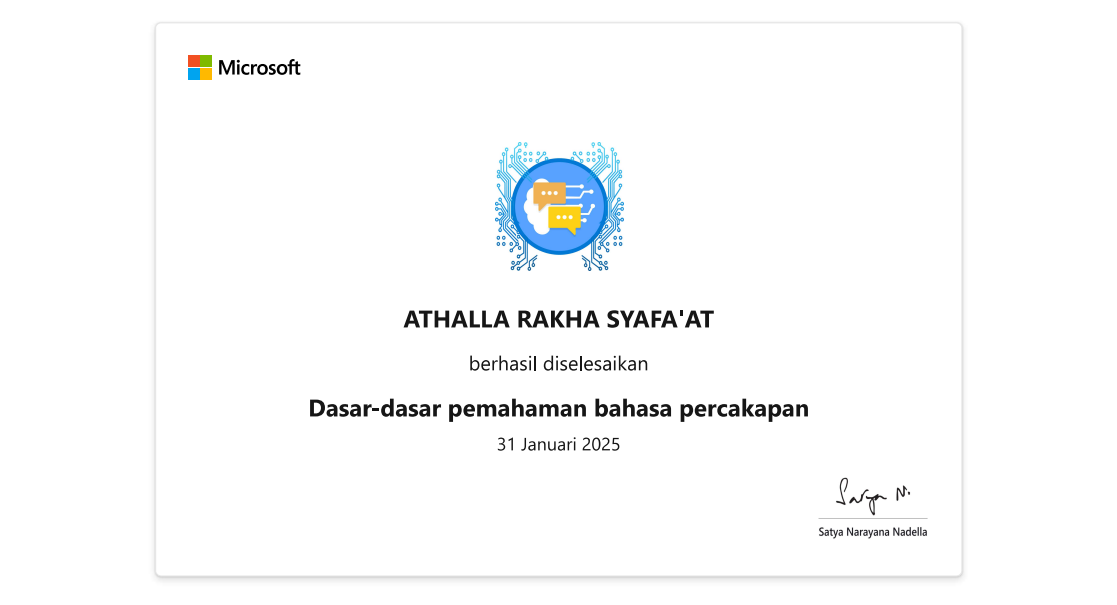 Microsoft
ATHALLA RAKHA SYAFA'AT
berhasil diselesaikan
Dasar-dasar pemahaman bahasa percakapan
31 Januari 2025
Satya N.
Satya Narayana Nadella